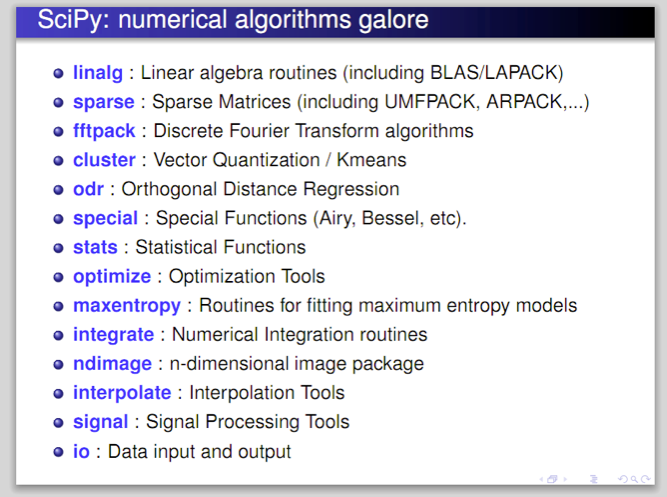 SciPy: numerical algorithms galore
linalg : Linear algebra routines (including BLAS/LAPACK)
sparse : Sparse Matrices (including UMFPACK, ARPACK,...)
fftpack : Discrete Fourier Transform algorithms
cluster : Vector Quantization / Kmeans
odr : Orthogonal Distance Regression
special : Special Functions (Airy, Bessel, etc).
stats : Statistical Functions
optimize : Optimization Tools
maxentropy : Routines for fitting maximum entropy models
integrate : Numerical Integration routines
ndimage : n-dimensional image package
interpolate : Interpolation Tools
signal : Signal Processing Tools
io : Data input and output